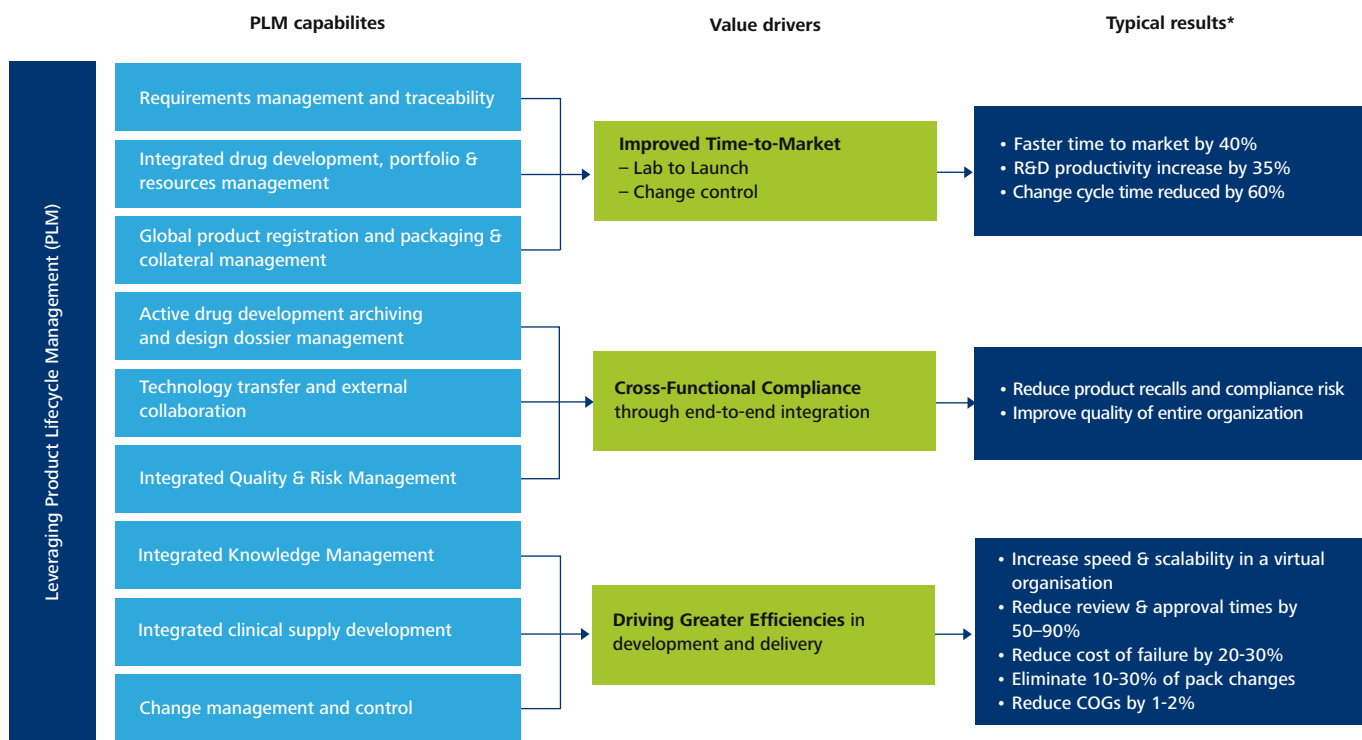 PLM capabilites
Value drivers
Typical results*
Leveraging Product Lifecycle Management (PLM)
Requirements management and traceability
Integrated drug development, portfolio &
resources management
Global product registration and packaging &
collateral management
Improved Time-to-Market
– Lab to Launch
– Change control
• Faster time to market by 40%
• R&D productivity increase by 35%
• Change cycle time reduced by 60%
Active drug development archiving
and design dossier management
Technology transfer and external
collaboration
Integrated Quality & Risk Management
Cross-Functional Compliance
through end-to-end integration
• Reduce product recalls and compliance risk
• Improve quality of entire organization
Integrated Knowledge Management
Integrated clinical supply development
Change management and control
Driving Greater Efficiencies in
development and delivery
• Increase speed & scalability in a virtual
organisation
• Reduce review & approval times by
50–90%
• Reduce cost of failure by 20-30%
• Eliminate 10-30% of pack changes
• Reduce COGs by 1-2%